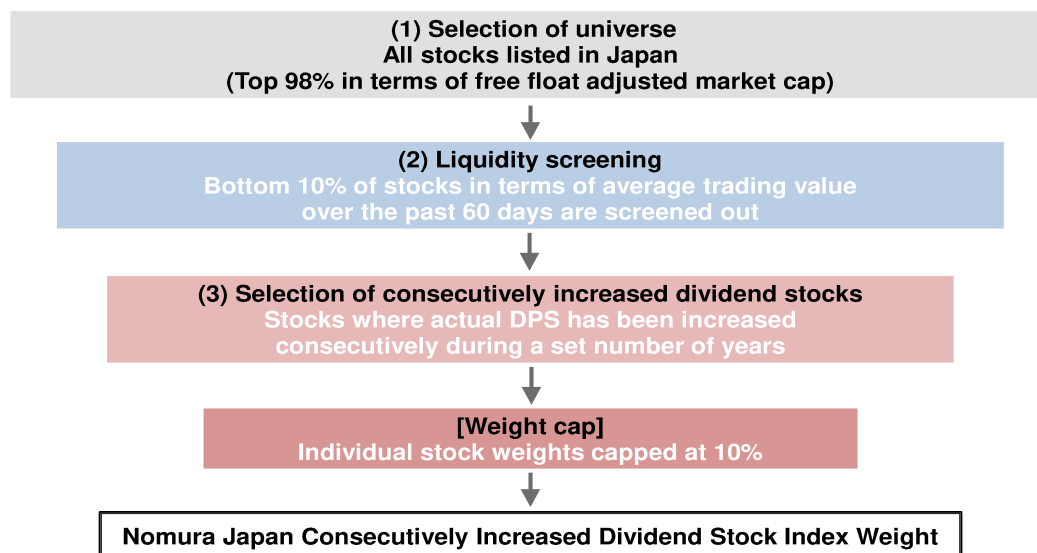 (1) Selection of universe
All stocks listed in Japan
(Top 98% in terms of free float adjusted market cap)
(2) Liquidity screening
Bottom 10% of stocks in terms of average trading value
over the past 60 days are screened out
(3) Selection of consecutively increased dividend stocks
Stocks where actual DPS has been increased
consecutively during a set number of years
[Weight cap]
Individual stock weights capped at 10%
Nomura Japan Consecutively Increased Dividend Stock Index Weight